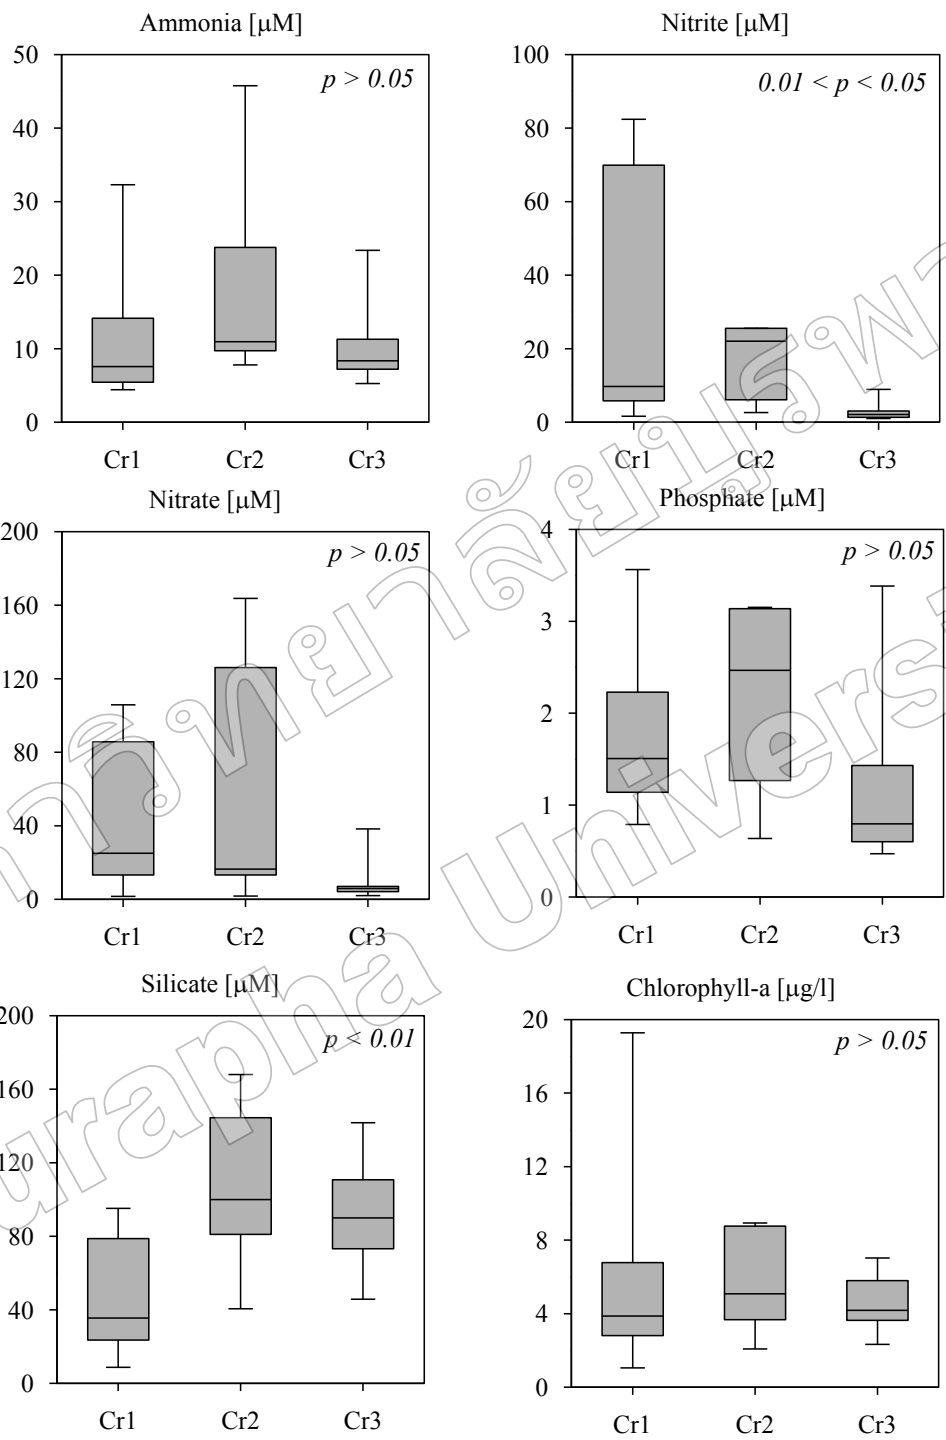 Ammonia [µM]
50
40
30
20
10
0
p > 0.05
Cr1 Cr2 Cr3
Nitrite [µM]
100
80
60
40
20
0
0.01 < p < 0.05
Cr1 Cr2 Cr3
Nitrate [µM]
200
160
120
80
40
0
p > 0.05
Cr1 Cr2 Cr3
Phosphate [µM]
4
3
2
1
0
p > 0.05
Cr1 Cr2 Cr3
Silicate [µM]
200
160
120
80
40
0
p < 0.01
Cr1 Cr2 Cr3
Chlorophyll-a [µg/l]
20
16
12
8
4
0
p > 0.05
Cr1 Cr2 Cr3
urapha Universi